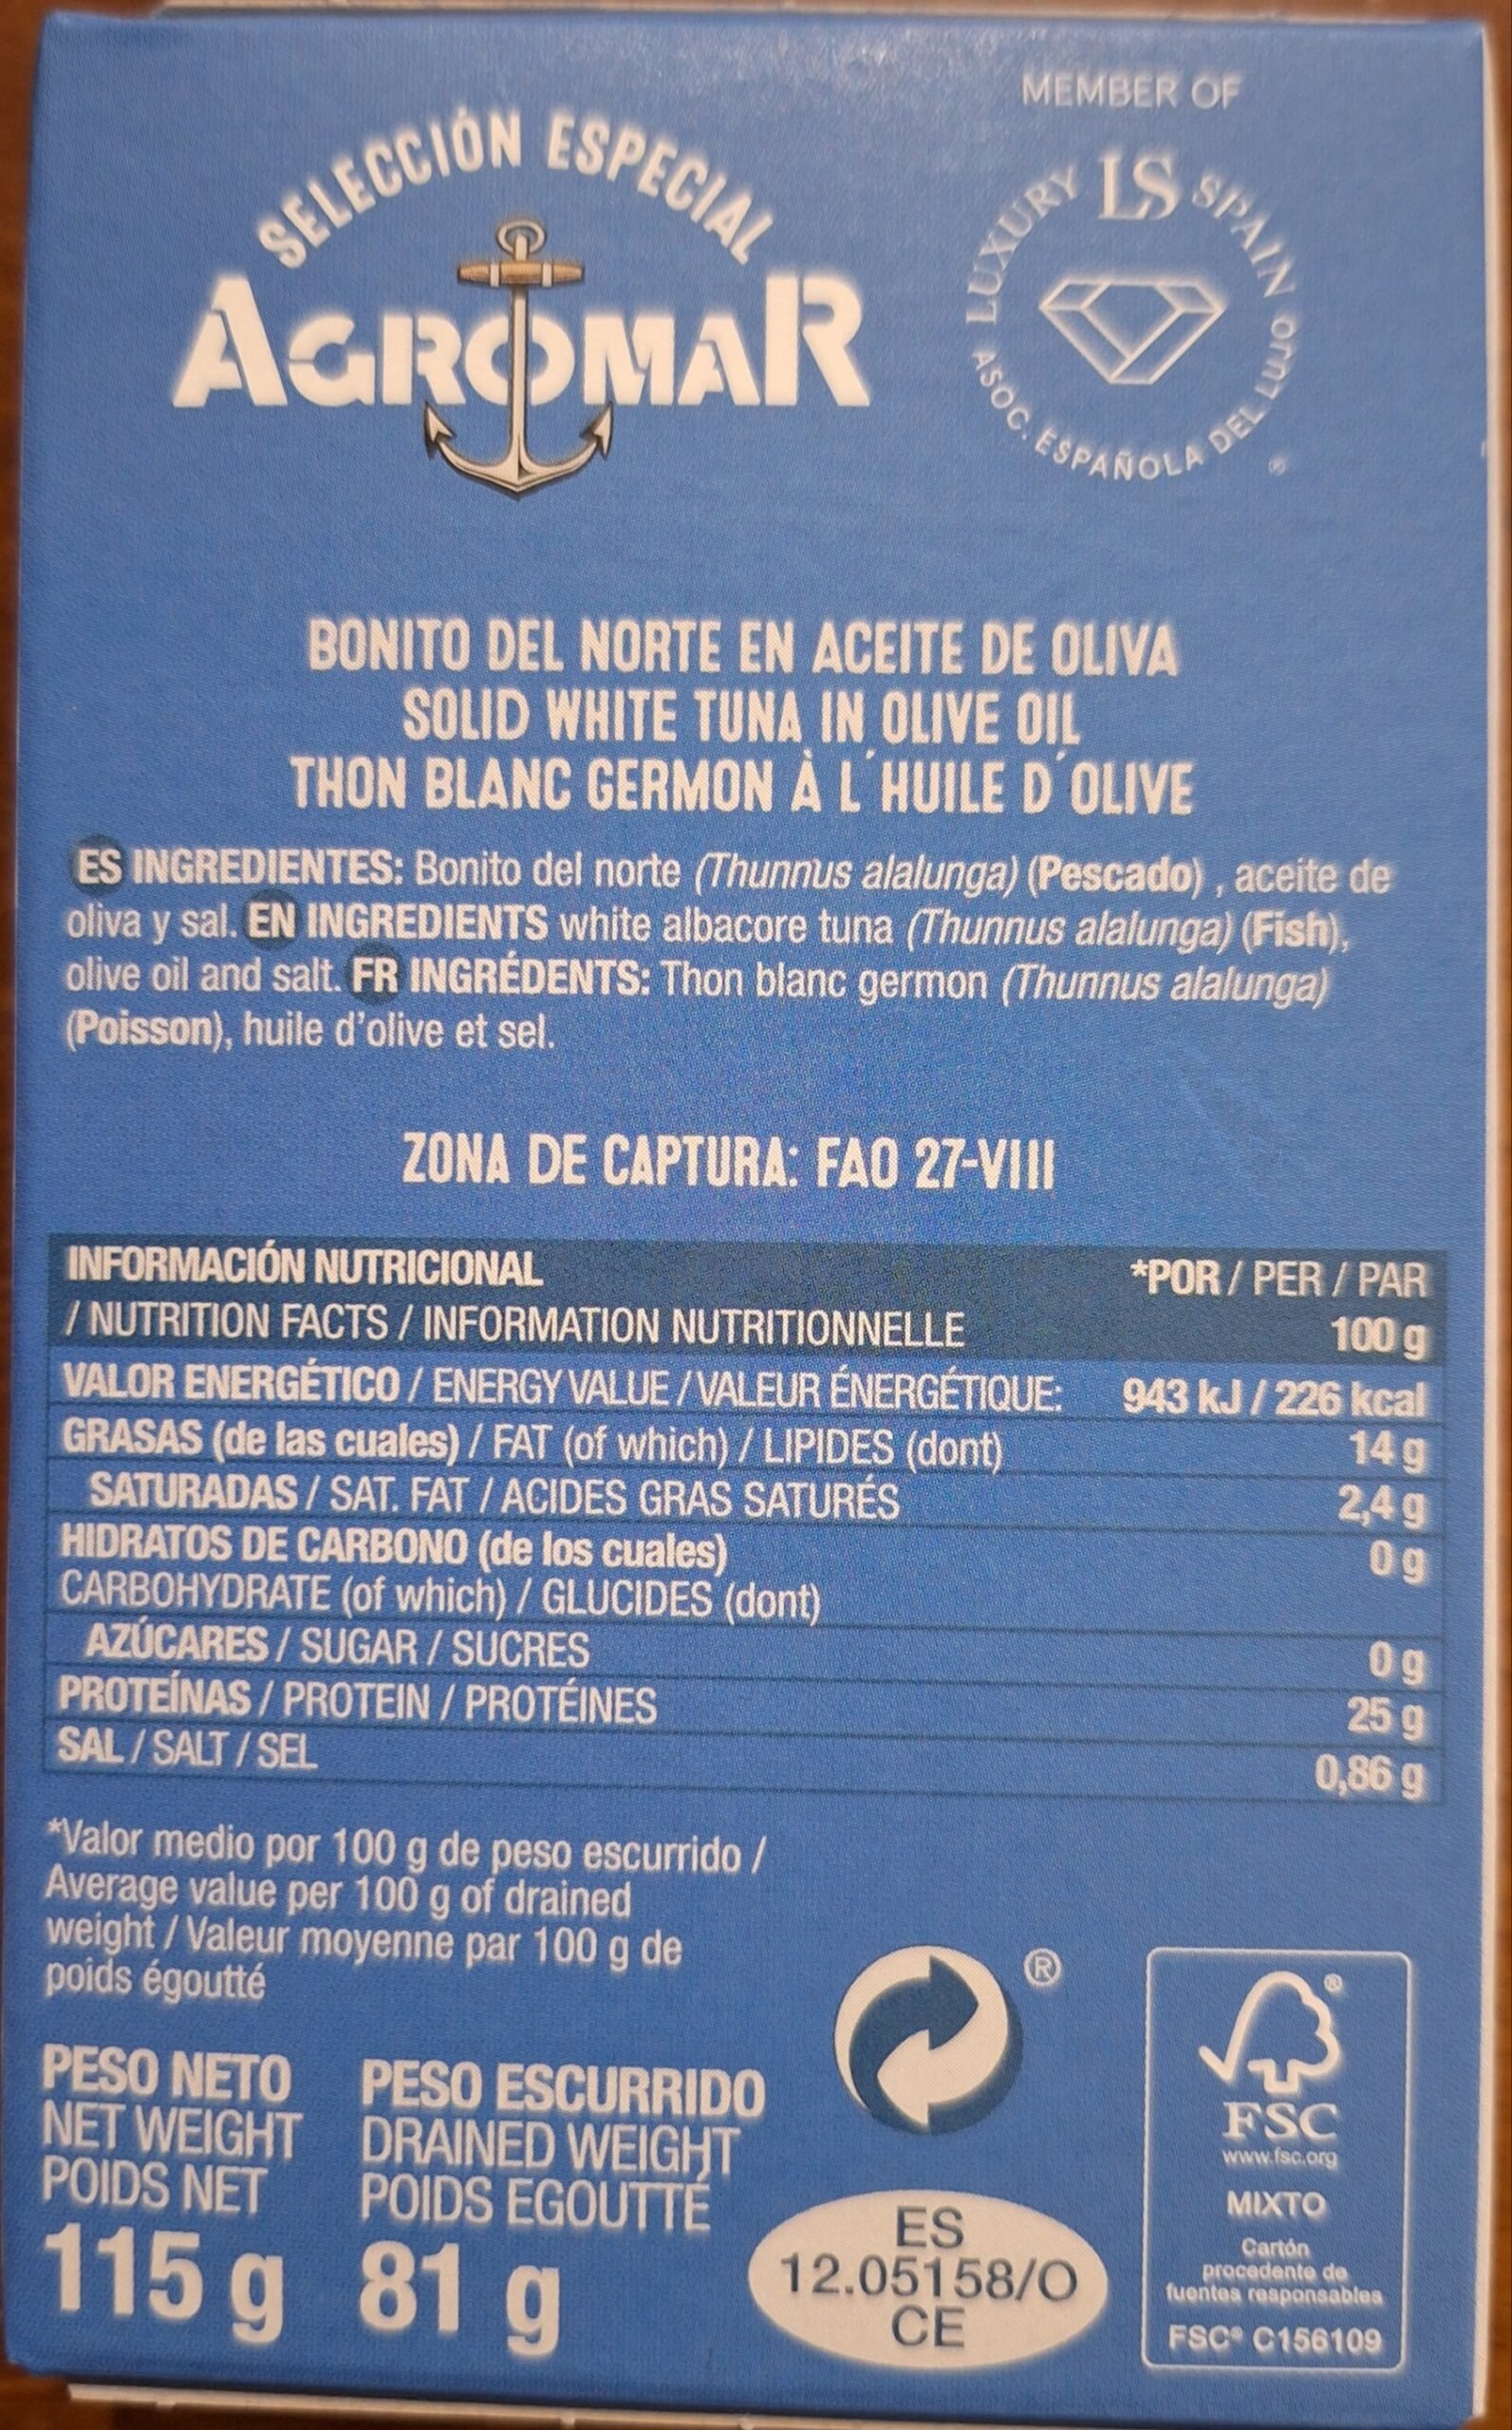 MEMBER OF
LUXURY LS SPAIN
ASOC. ESPAÑOLA DEL LUJO
®
SELECCIÓN ESPECIAL
AGROMAR
BONITO DEL NORTE EN ACEITE DE OLIVA
SOLID WHITE TUNA IN OLIVE OIL
THON BLANC GERMON À L´HUILE D´OLIVE
ES INGREDIENTES: Bonito del norte (Thunnus alalunga) (Pescado) , aceite de
oliva y sal. EN INGREDIENTS white albacore tuna (Thunnus alalunga) (Fish),
olive oil and salt. FR INGRÉDENTS: Thon blanc germon (Thunnus alalunga)
(Poisson), huile d'olive et sel.
ZONA DE CAPTURA: FAO 27-VIII
INFORMACIÓN NUTRICIONAL *POR / PER / PAR
/ NUTRITION FACTS / INFORMATION NUTRITIONNELLE 100 g
VALOR ENERGÉTICO / ENERGY VALUE / VALEUR ÉNERGÉTIQUE: 943 kJ / 226 kcal
GRASAS (de las cuales) / FAT (of which) / LIPIDES (dont) 14 g
SATURADAS / SAT. FAT / ACIDES GRAS SATURÉS 2,4 g
HIDRATOS DE CARBONO (de los cuales) 0 g
CARBOHYDRATE (of which) / GLUCIDES (dont)
AZÚCARES / SUGAR / SUCRES 0 g
PROTEÍNAS / PROTEIN / PROTÉINES 25 g
SAL / SALT / SEL 0,86 g
*Valor medio por 100 g de peso escurrido /
Average value per 100 g of drained
weight / Valeur moyenne par 100 g de
poids égoutté
PESO NETO
NET WEIGHT
POIDS NET
115 g
PESO ESCURRIDO
DRAINED WEIGHT
POIDS EGOUTTÉ
81 g
®
ES
12.05158/O
CE
®
FSC
www.fsc.org
MIXTO
Cartón
procedente de
fuentes responsables
FSC® C156109